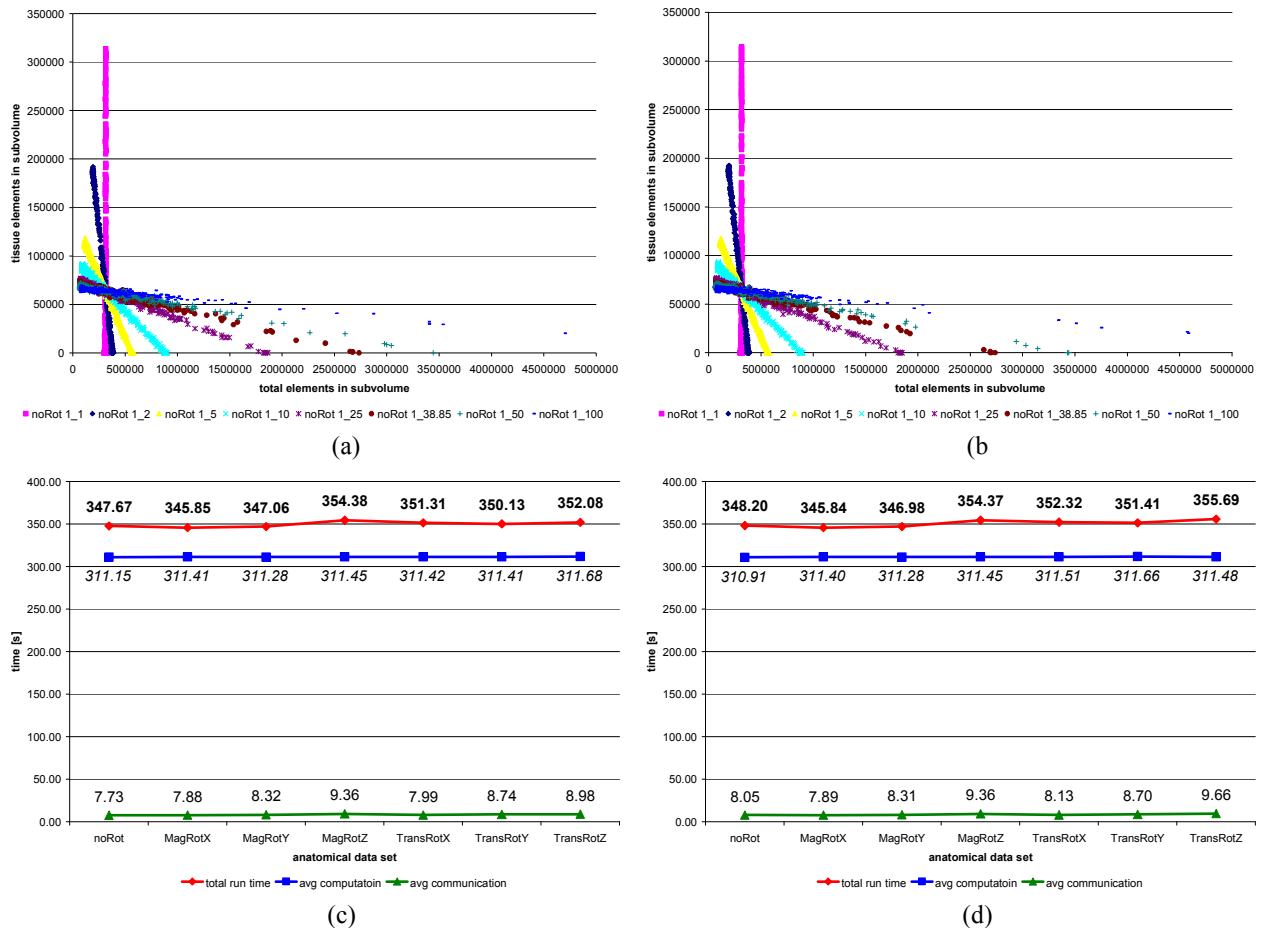 350000
300000
250000
200000
150000
100000
50000
0
tissue elements in subvolume
0 500000 1000000 1500000 2000000 2500000 3000000 3500000 4000000 4500000 5000000
total elements in subvolume
noRot 1_1 noRot 1_2 noRot 1_5 noRot 1_10 noRot 1_25 noRot 1_38.85 noRot 1_50 noRot 1_100
(a)
350000
300000
250000
200000
150000
100000
50000
0
tissue elements in subvolume
0 500000 1000000 1500000 2000000 2500000 3000000 3500000 4000000 4500000 5000000
total elements in subvolume
noRot 1_1 noRot 1_2 noRot 1_5 noRot 1_10 noRot 1_25 noRot 1_38.85 noRot 1_50 noRot 1_100
(b
400.00
350.00
300.00
250.00
200.00
150.00
100.00
50.00
0.00
time [s]
347.67 345.85 347.06 354.38 351.31 350.13 352.08
311.15 311.41 311.28 311.45 311.42 311.41 311.68
7.73 7.88 8.32 9.36 7.99 8.74 8.98
noRot MagRotX MagRotY MagRotZ TransRotX TransRotY TransRotZ
anatomical data set
total run time avg computatoin avg communication
(c)
400.00
350.00
300.00
250.00
200.00
150.00
100.00
50.00
0.00
time [s]
348.20 345.84 346.98 354.37 352.32 351.41 355.69
310.91 311.40 311.28 311.45 311.51 311.66 311.48
8.05 7.89 8.31 9.36 8.13 8.70 9.66
noRot MagRotX MagRotY MagRotZ TransRotX TransRotY TransRotZ
anatomical data set
total run time avg computatoin avg communication
(d)